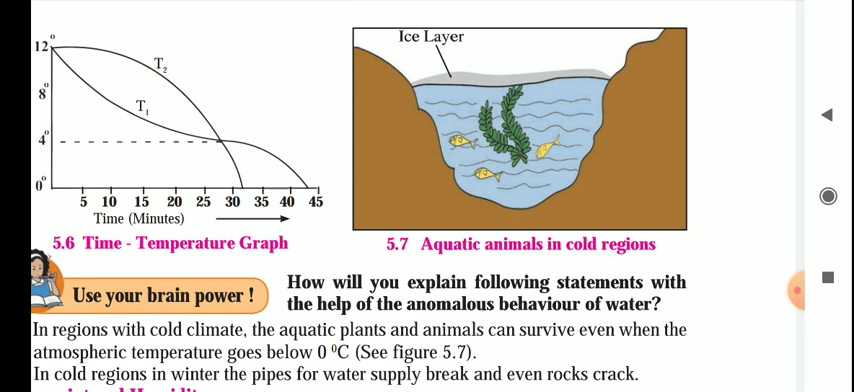 12°
T2
8°
T1
4°
0°
5 10 15 20 25 30 35 40 45
Time (Minutes)
5.6 Time - Temperature Graph
Ice Layer
5.7 Aquatic animals in cold regions
Use your brain power !
How will you explain following statements with
the help of the anomalous behaviour of water?
In regions with cold climate, the aquatic plants and animals can survive even when the
atmospheric temperature goes below 0 ⁰C (See figure 5.7).
In cold regions in winter the pipes for water supply break and even rocks crack.